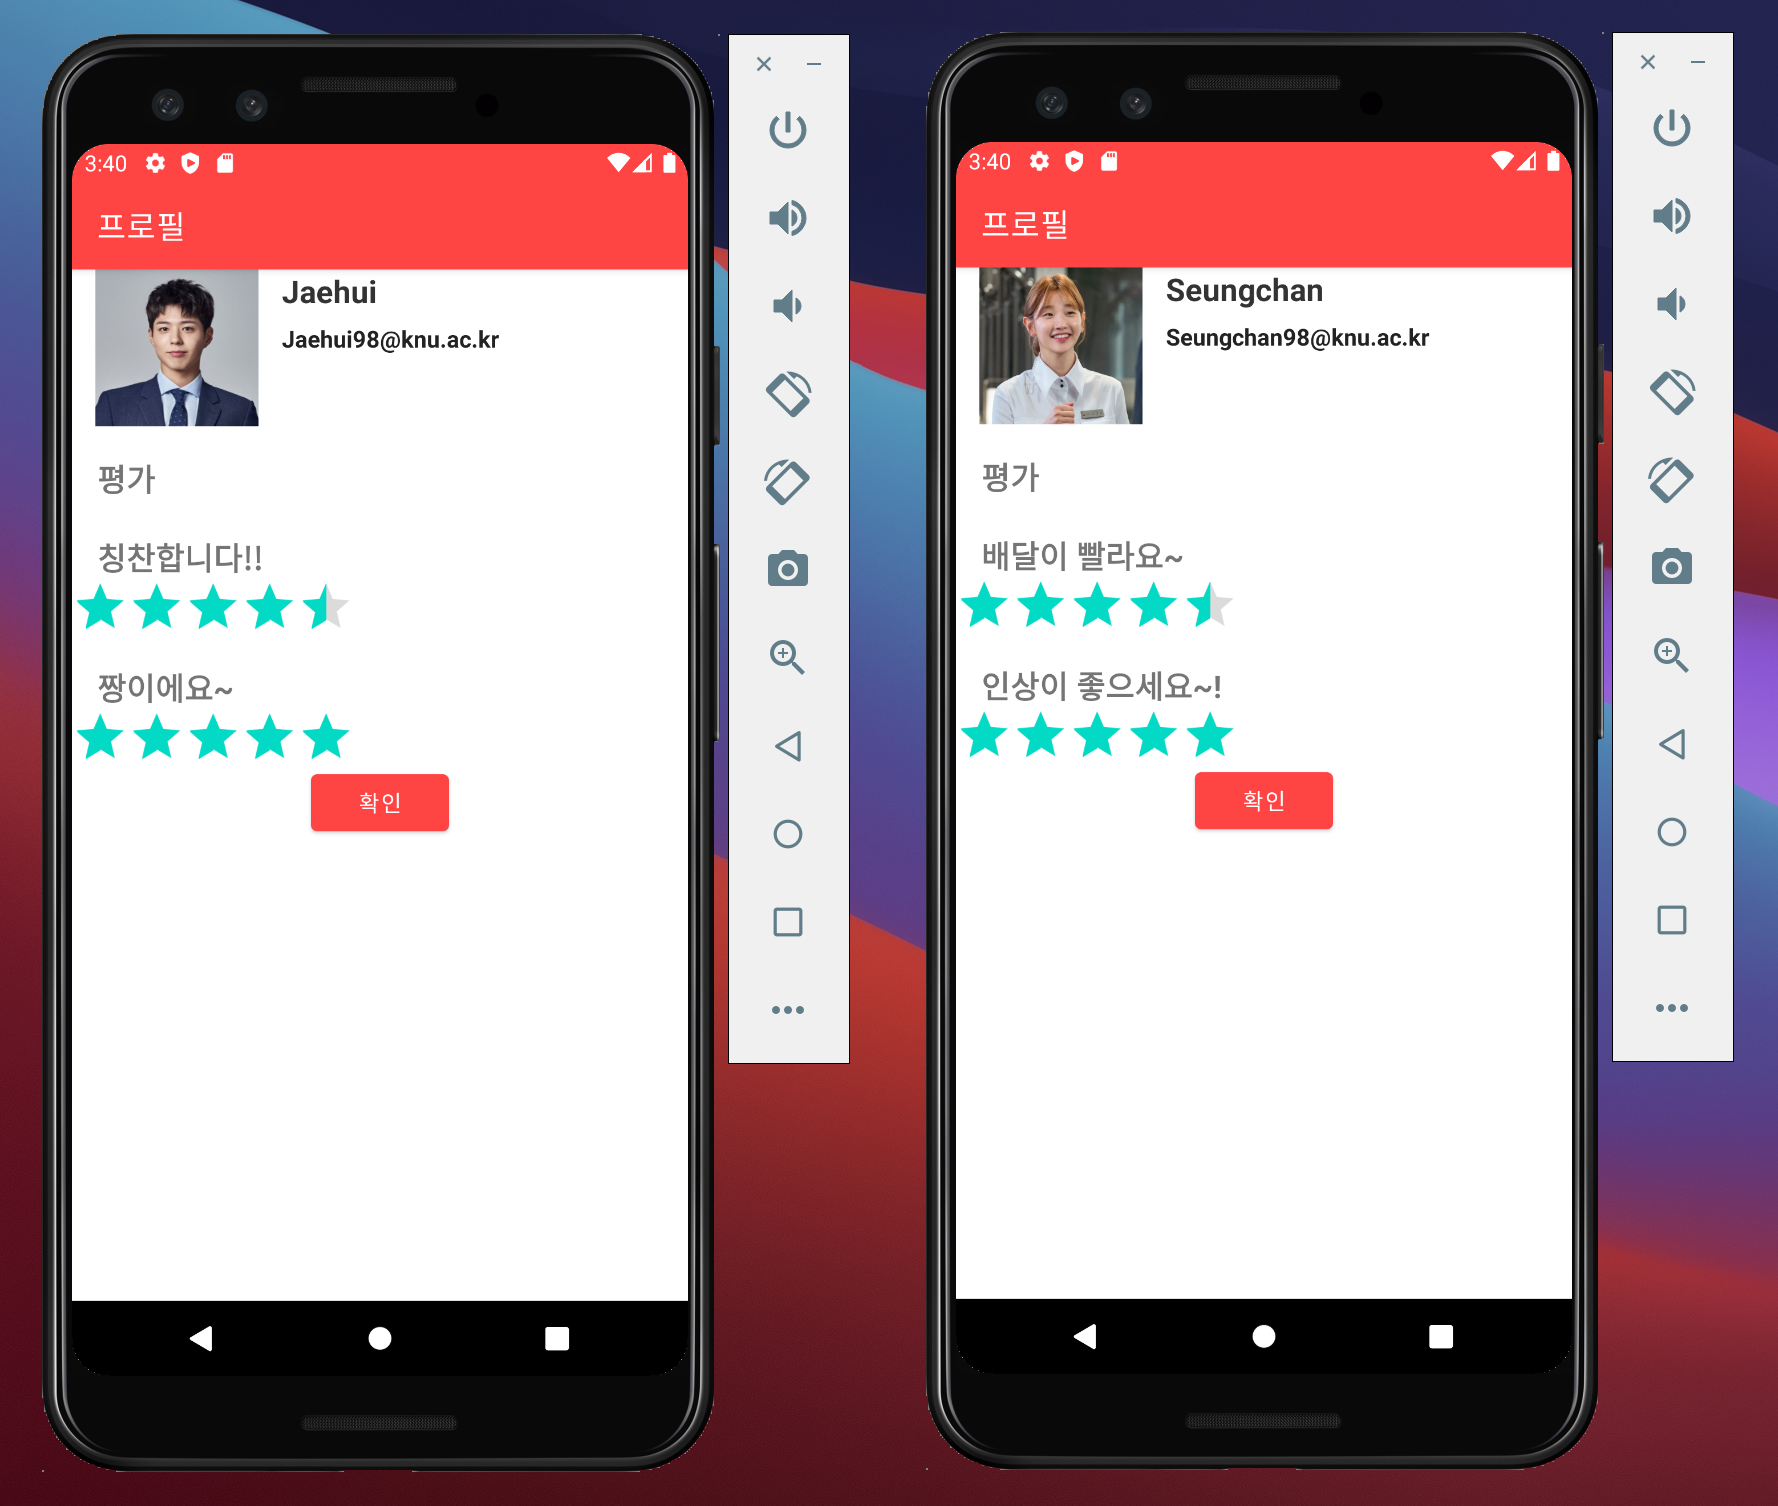 3:40
프로필
Jaehui
Jaehui98@knu.ac.kr
평가
칭찬합니다!!
짱이에요~
확인
3:40
프로필
Seungchan
Seungchan98@knu.ac.kr
평가
배달이 빨라요~
인상이 좋으세요~!
확인